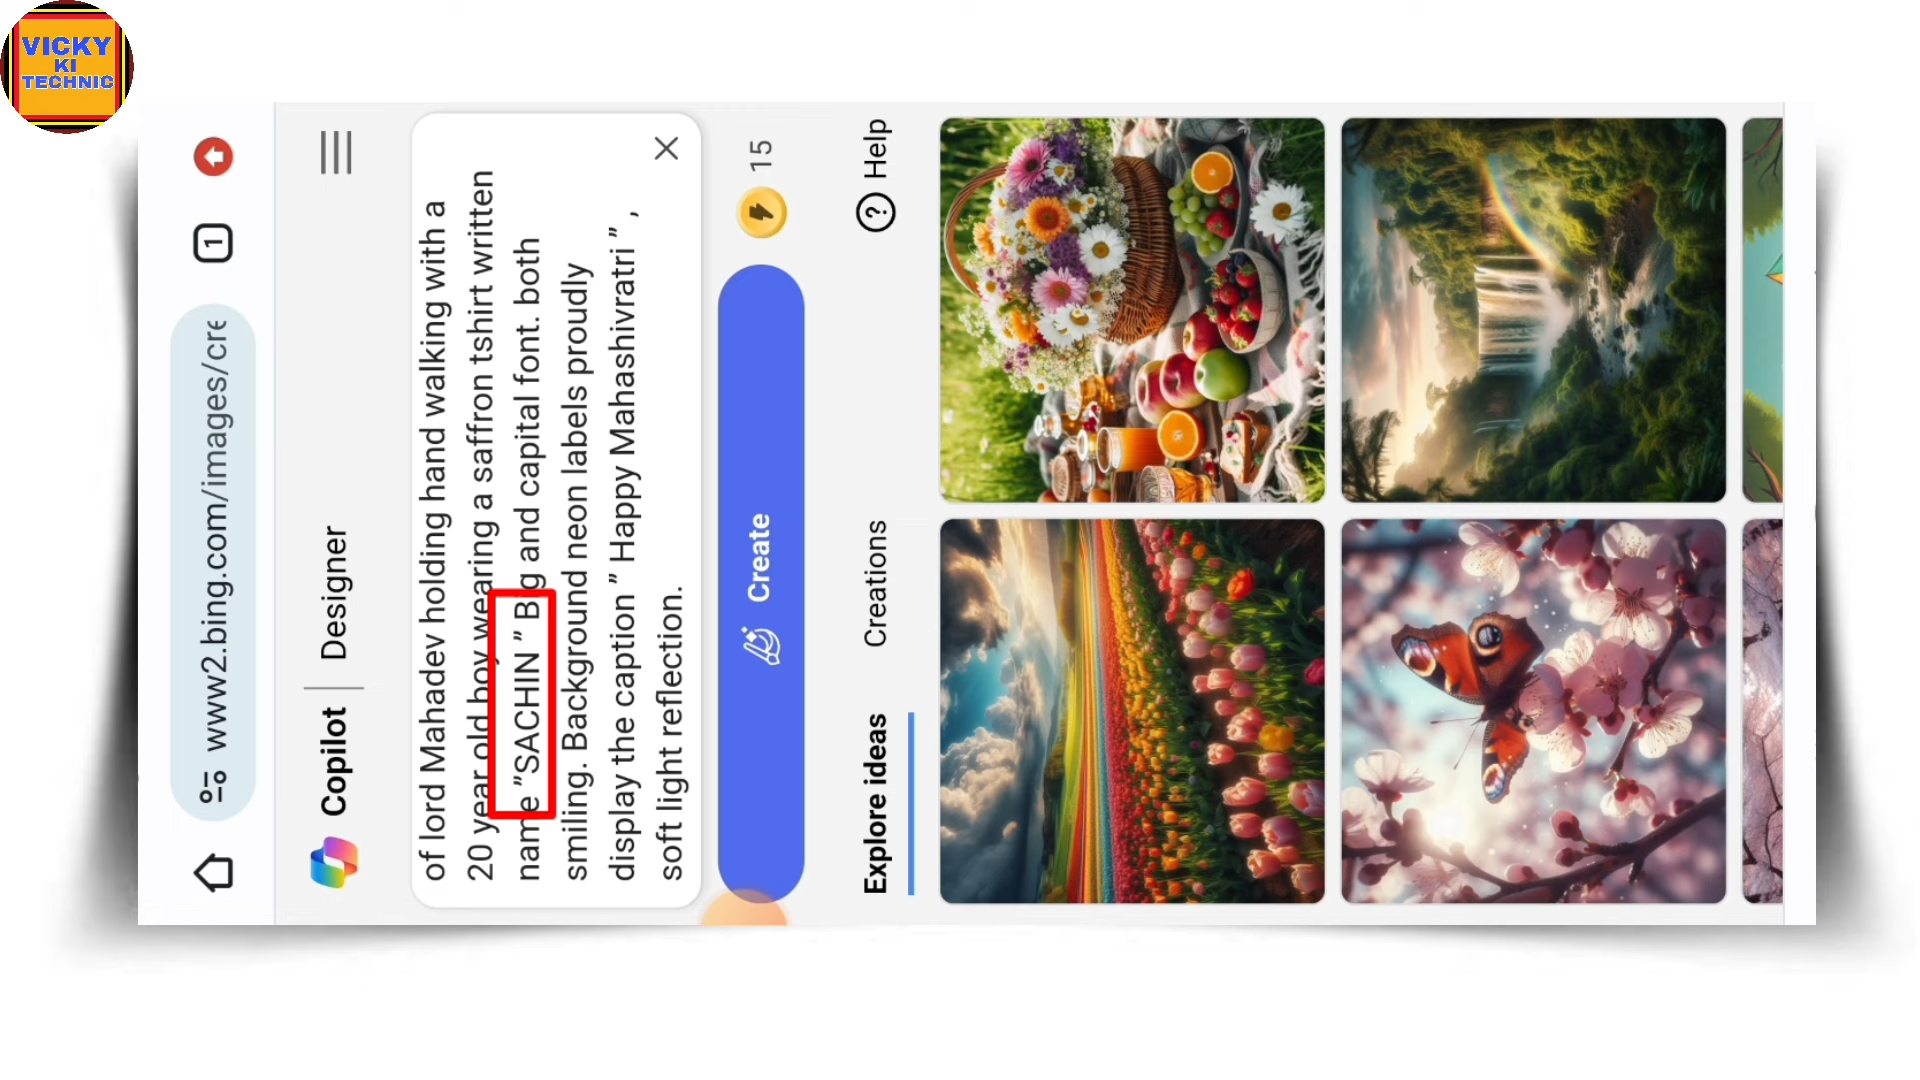 VICKY
KI
TECHNIC
1
www2.bing.com/images/cre
Copilot | Designer
of lord Mahadev holding hand walking with a
20 year old boy wearing a saffron tshirt written
name "SACHIN " Big and capital font. both
smiling. Background neon labels proudly
display the caption " Happy Mahashivratri ",
soft light reflection.
Create
15
Explore ideas
Creations
? Help